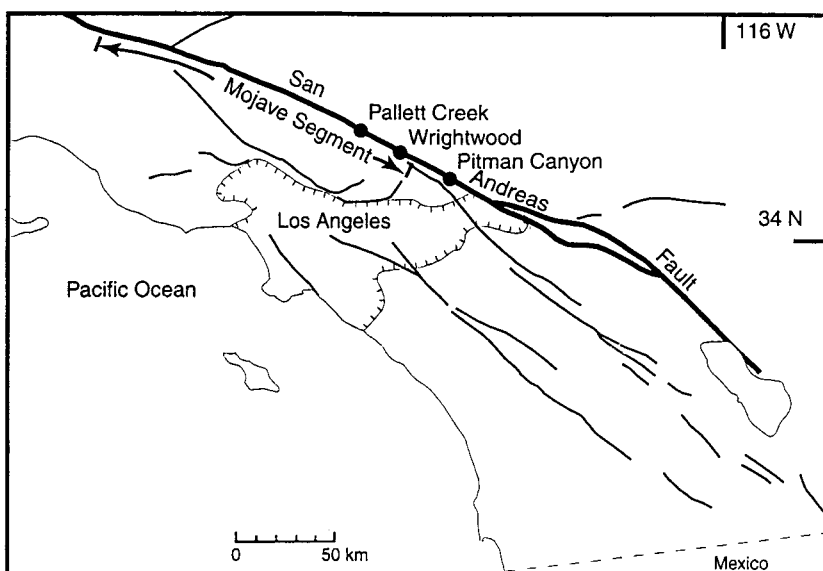 116 W
San
Mojave Segment
Pallett Creek
Wrightwood
Pitman Canyon
Andreas
Los Angeles
34 N
Fault
Pacific Ocean
0 50 km
Mexico